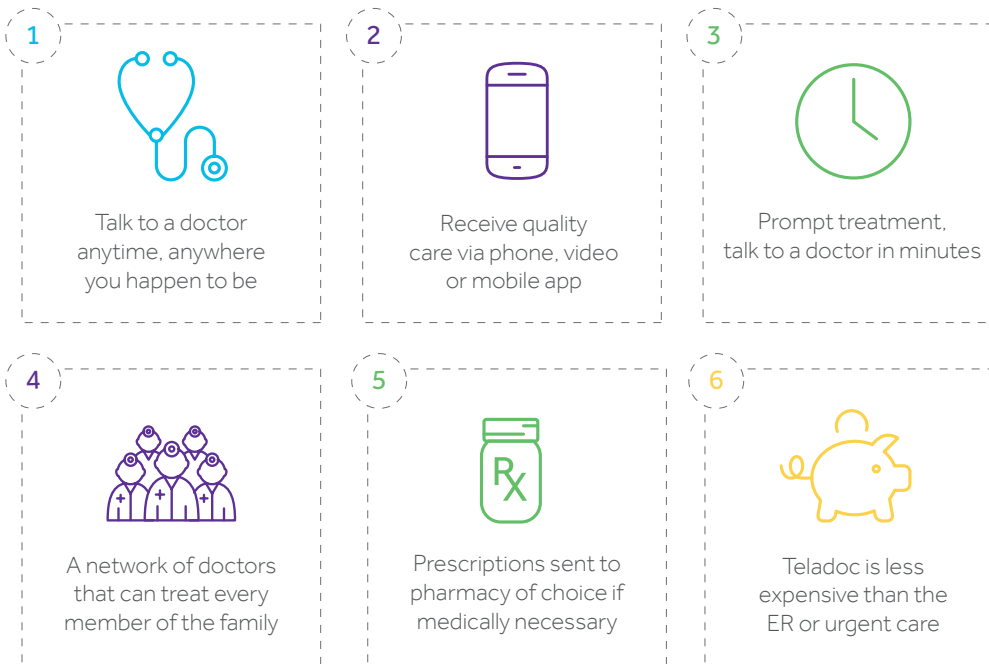 1
Talk to a doctor
anytime, anywhere
you happen to be
2
Receive quality
care via phone, video
or mobile app
3
Prompt treatment,
talk to a doctor in minutes
4
A network of doctors
that can treat every
member of the family
5
Rx
Prescriptions sent to
pharmacy of choice if
medically necessary
6
Teladoc is less
expensive than the
ER or urgent care